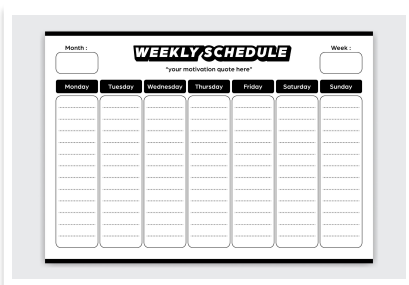 Month :
WEEKLY SCHEDULE
Week :
"your motivation quote here"
Monday Tuesday Wednesday Thursday Friday Saturday Sunday